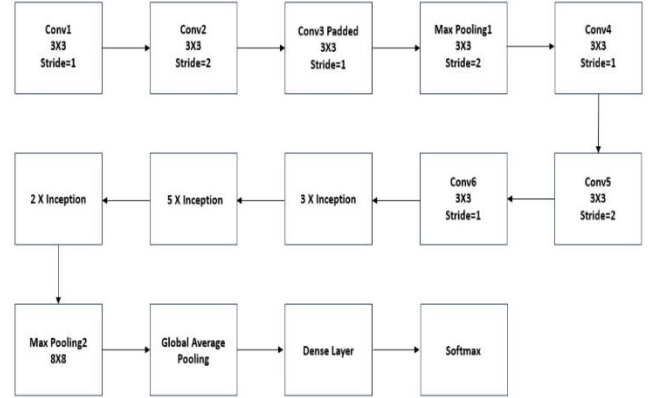 Conv1
3X3
Stride=1
Conv2
3X3
Stride=2
Conv3 Padded
3X3
Stride=1
Max Pooling1
3X3
Stride=2
Conv4
3X3
Stride=1
Conv5
3X3
Stride=2
Conv6
3X3
Stride=1
3 X Inception
5 X Inception
2 X Inception
Max Pooling2
8X8
Global Average
Pooling
Dense Layer
Softmax